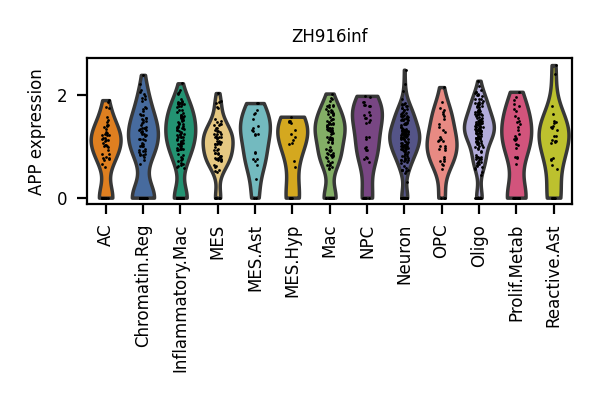 ZH916inf
APP expression
2
0
AC
Chromatin.Reg
Inflammatory.Mac
MES
MES.Ast
MES.Hyp
Mac
NPC
Neuron
OPC
Oligo
Prolif.Metab
Reactive.Ast